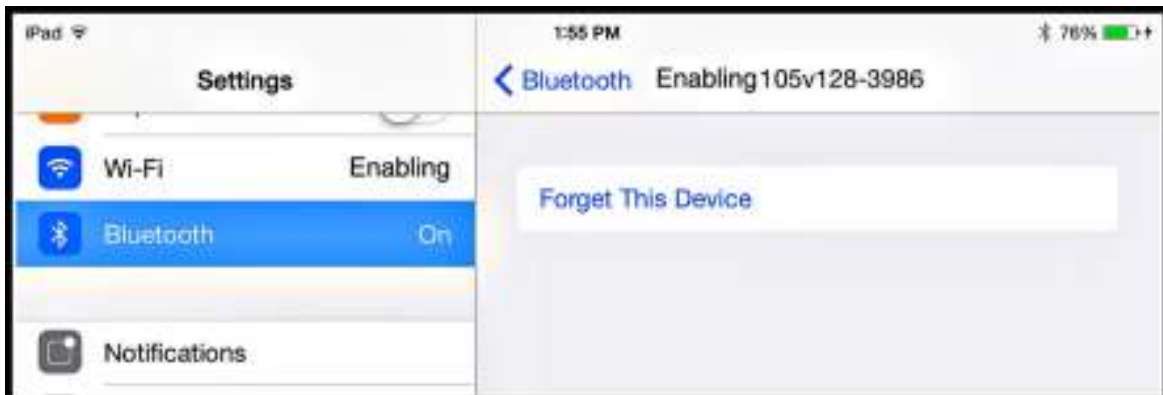 iPad 1:55 PM 76%
Settings
Bluetooth Enabling105v128-3986
Wi-Fi Enabling
Forget This Device
Bluetooth On
Notifications